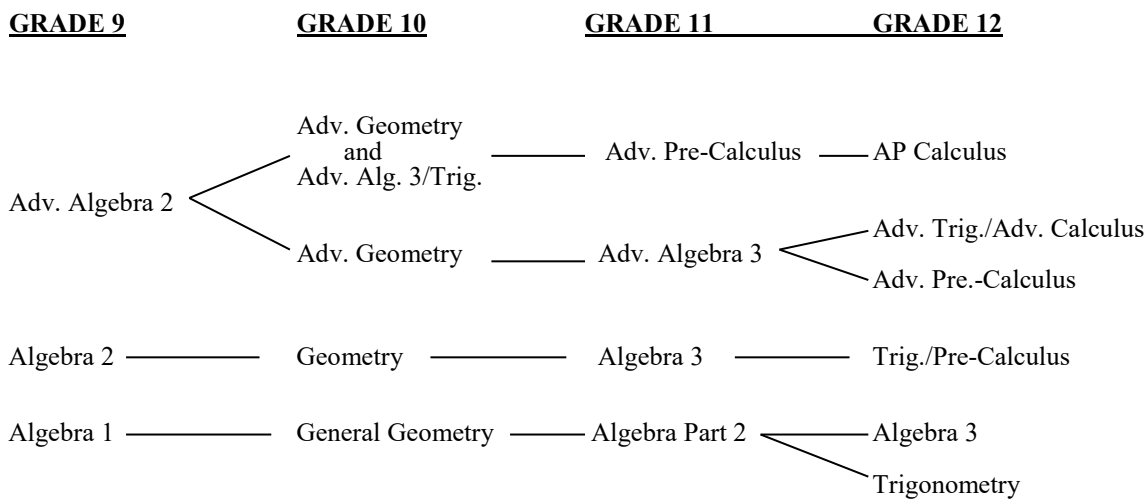 GRADE 9 GRADE 10 GRADE 11 GRADE 12
Adv. Geometry
and
Adv. Alg. 3/Trig.
Adv. Pre-Calculus
AP Calculus
Adv. Algebra 2
Adv. Geometry
Adv. Algebra 3
Adv. Trig./Adv. Calculus
Adv. Pre.-Calculus
Algebra 2 Geometry Algebra 3 Trig./Pre-Calculus
Algebra 1 General Geometry Algebra Part 2 Algebra 3
Trigonometry